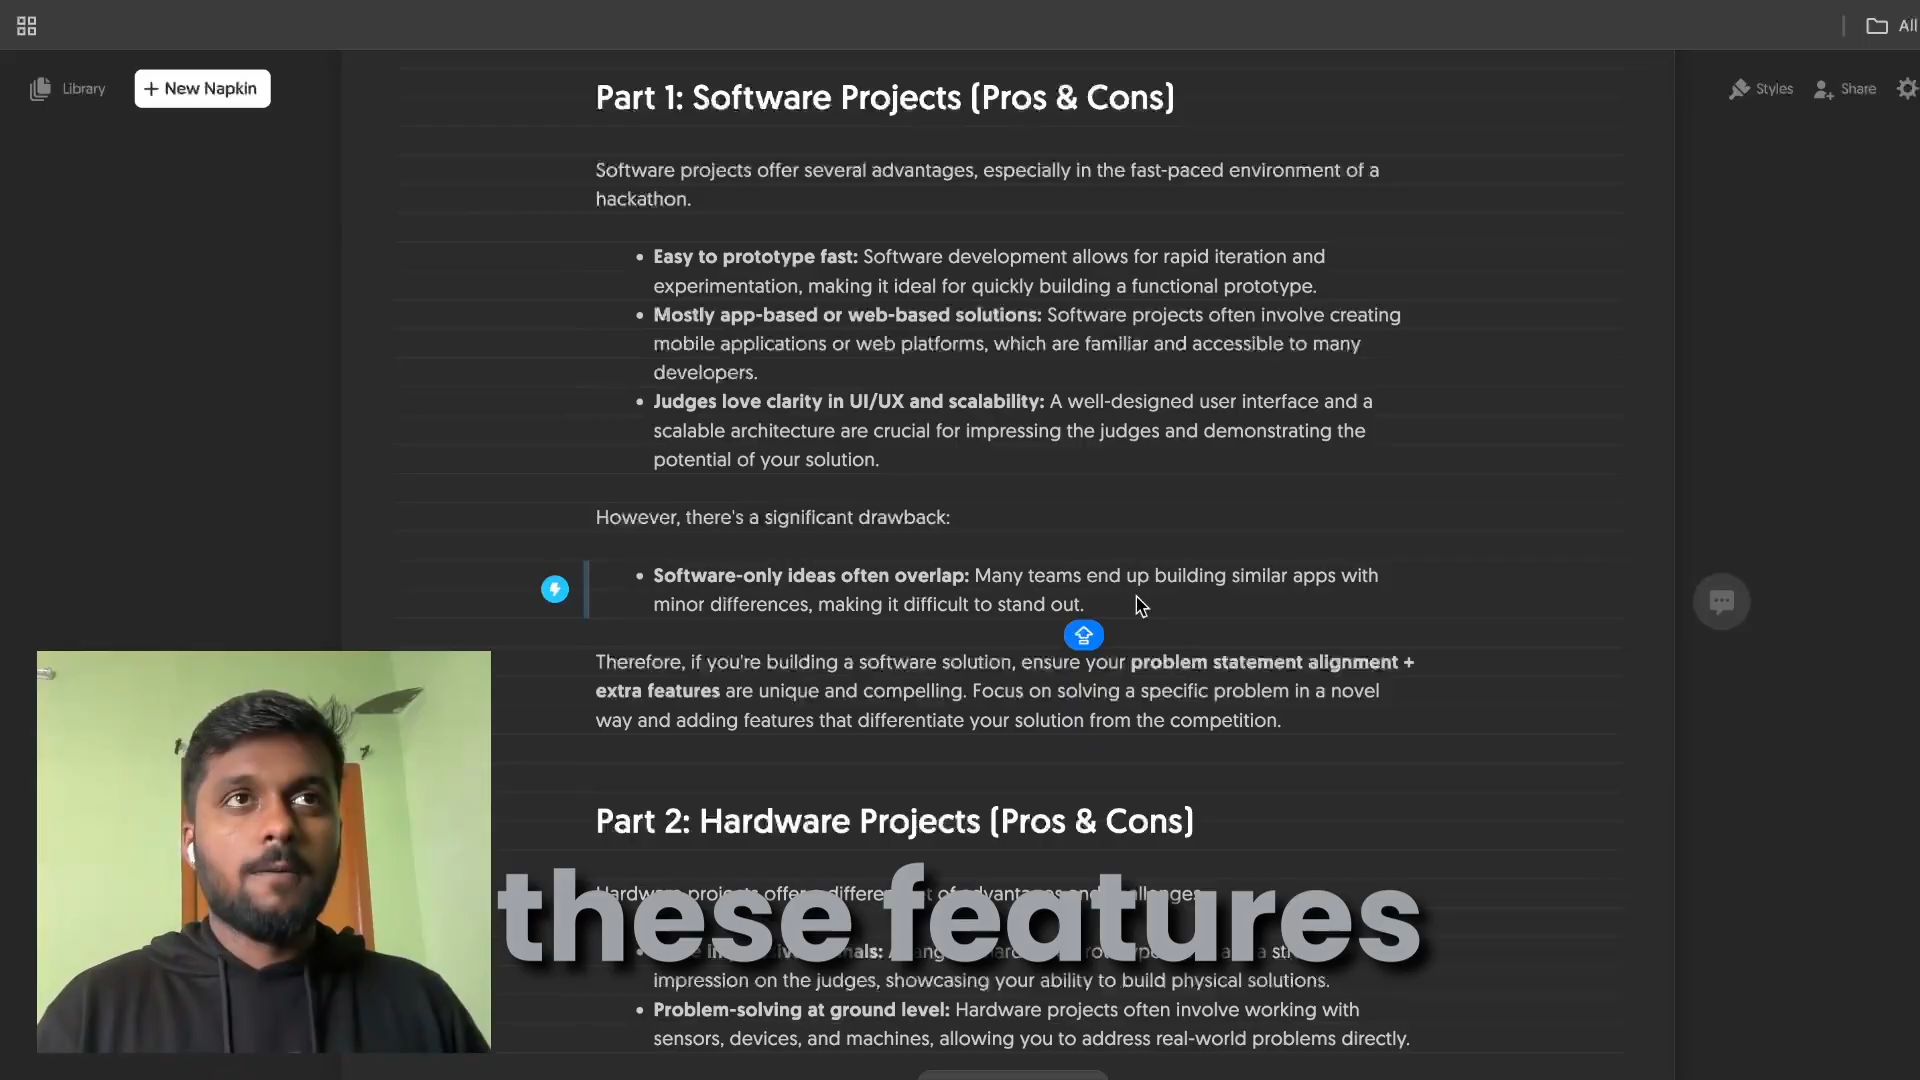 All
Library
+ New Napkin
Styles
Share
Part 1: Software Projects (Pros & Cons)
Software projects offer several advantages, especially in the fast-paced environment of a
hackathon.
• Easy to prototype fast: Software development allows for rapid iteration and
experimentation, making it ideal for quickly building a functional prototype.
• Mostly app-based or web-based solutions: Software projects often involve creating
mobile applications or web platforms, which are familiar and accessible to many
developers.
• Judges love clarity in UI/UX and scalability: A well-designed user interface and a
scalable architecture are crucial for impressing the judges and demonstrating the
potential of your solution.
However, there's a significant drawback:
• Software-only ideas often overlap: Many teams end up building similar apps with
minor differences, making it difficult to stand out.
Therefore, if you're building a software solution, ensure your problem statement alignment +
extra features are unique and compelling. Focus on solving a specific problem in a novel
way and adding features that differentiate your solution from the competition.
Part 2: Hardware Projects (Pros & Cons)
Hardware projects offer different of advantages and challenges
these features
impression on the judges, showcasing your ability to build physical solutions.
• Problem-solving at ground level: Hardware projects often involve working with
sensors, devices, and machines, allowing you to address real-world problems directly.